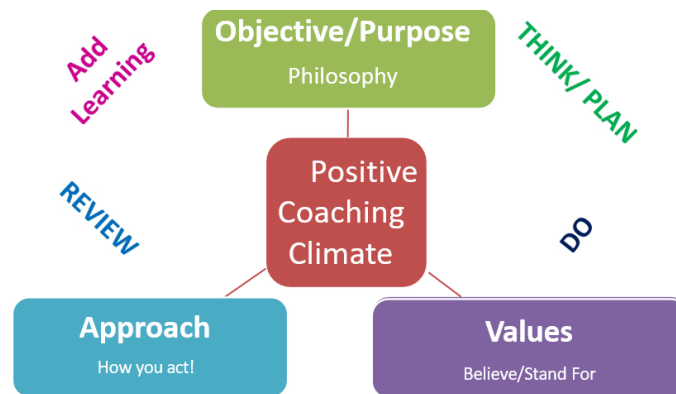 Objective/Purpose
Philosophy
Add
Learning
THINK/ PLAN
Positive
Coaching
Climate
REVIEW
DO
Approach
How you act!
Values
Believe/Stand For